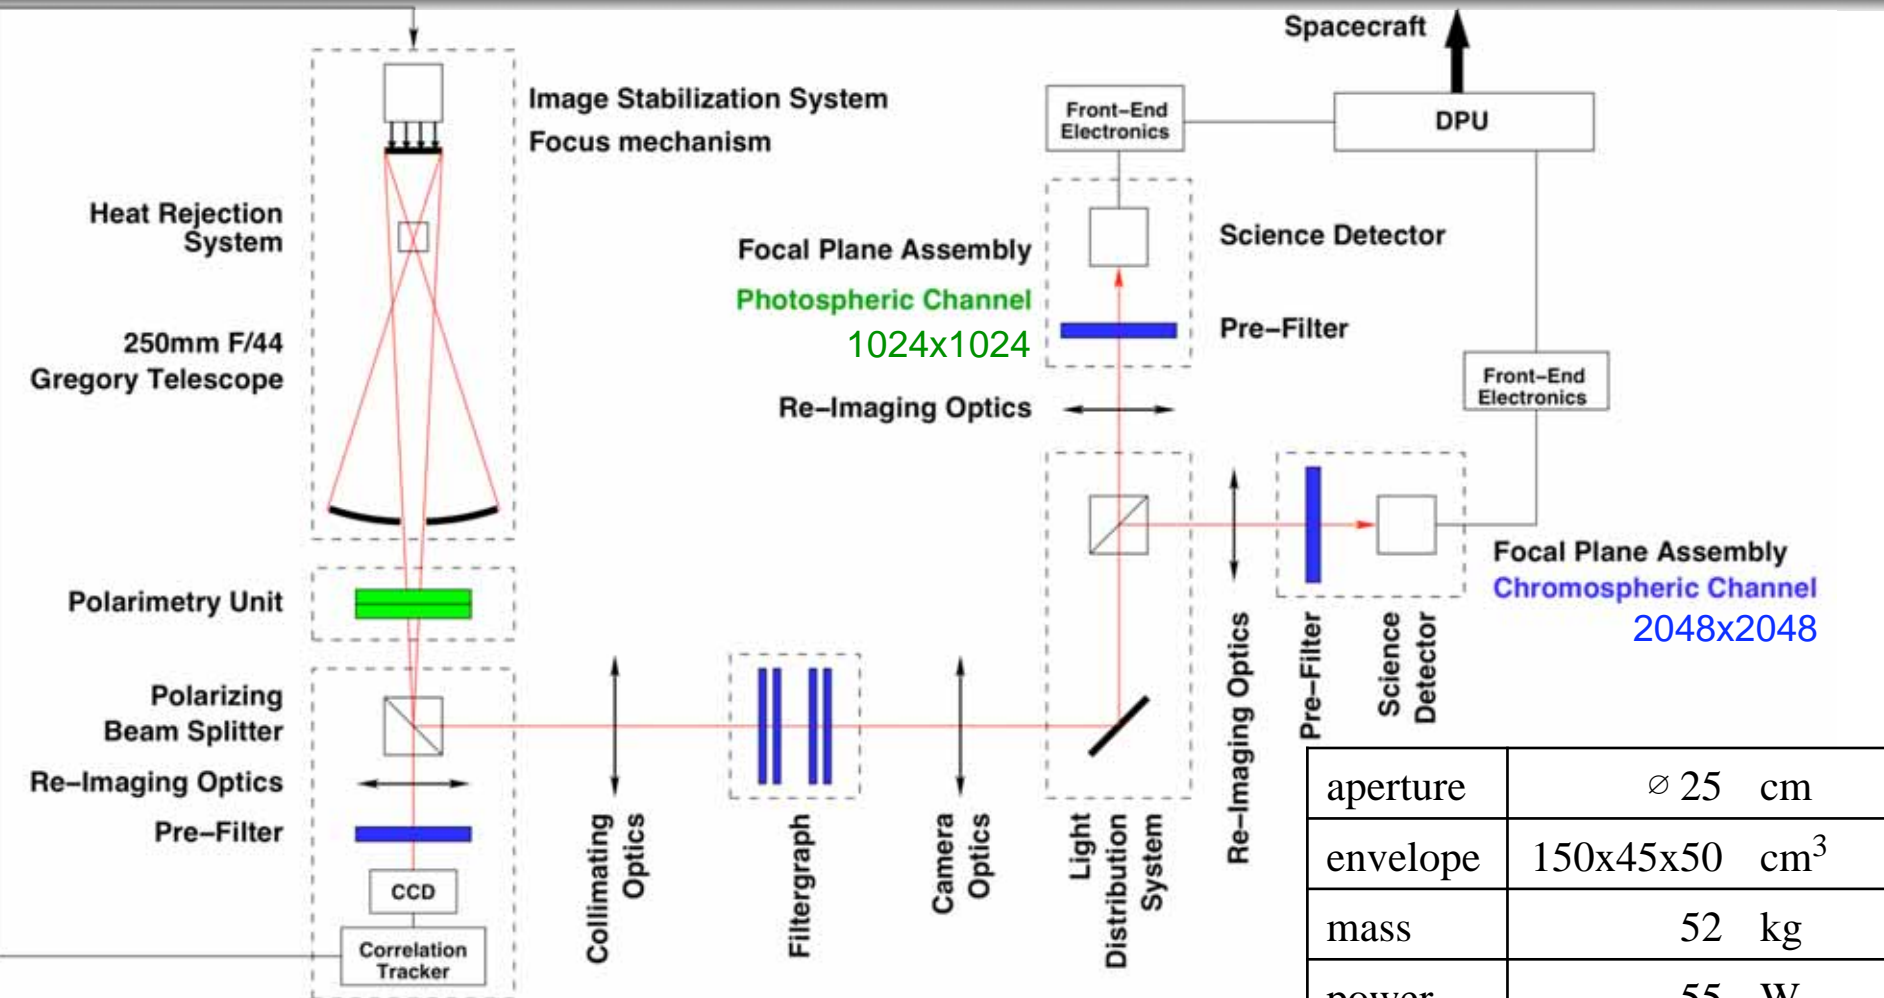 Spacecraft
Image Stabilization System
Focus mechanism
Front-End
Electronics
DPU
Heat Rejection
System
Focal Plane Assembly
Photospheric Channel
1024x1024
Science Detector
Pre-Filter
250mm F/44
Gregory Telescope
Re-Imaging Optics
Front-End
Electronics
Focal Plane Assembly
Chromospheric Channel
2048x2048
Polarimetry Unit
Polarizing
Beam Splitter
Re-Imaging Optics
Pre-Filter
CCD
Correlation
Tracker
Collimating
Optics
Filtergraph
Camera
Optics
Light
Distribution
System
Re-Imaging Optics
Pre-Filter
Science
Detector
aperture ∅ 25 cm
envelope 150x45x50 cm³
mass 52 kg
power 55 W